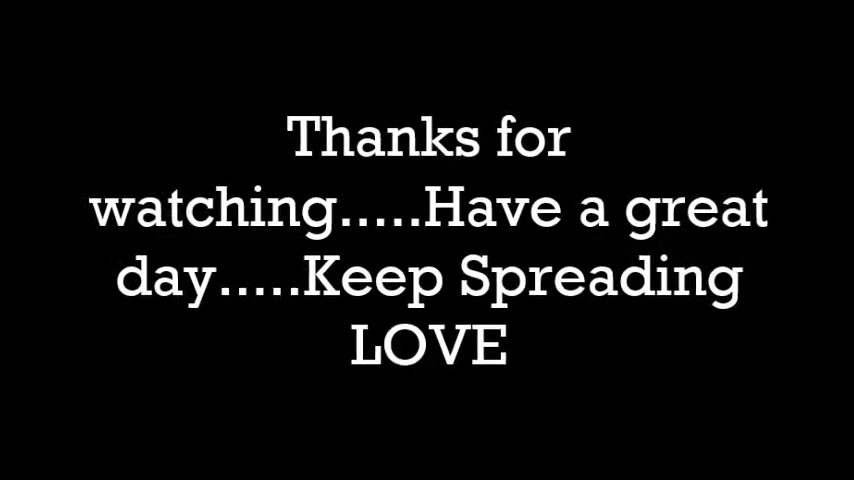 Thanks for
watching.....Have a great
day.....Keep Spreading
LOVE